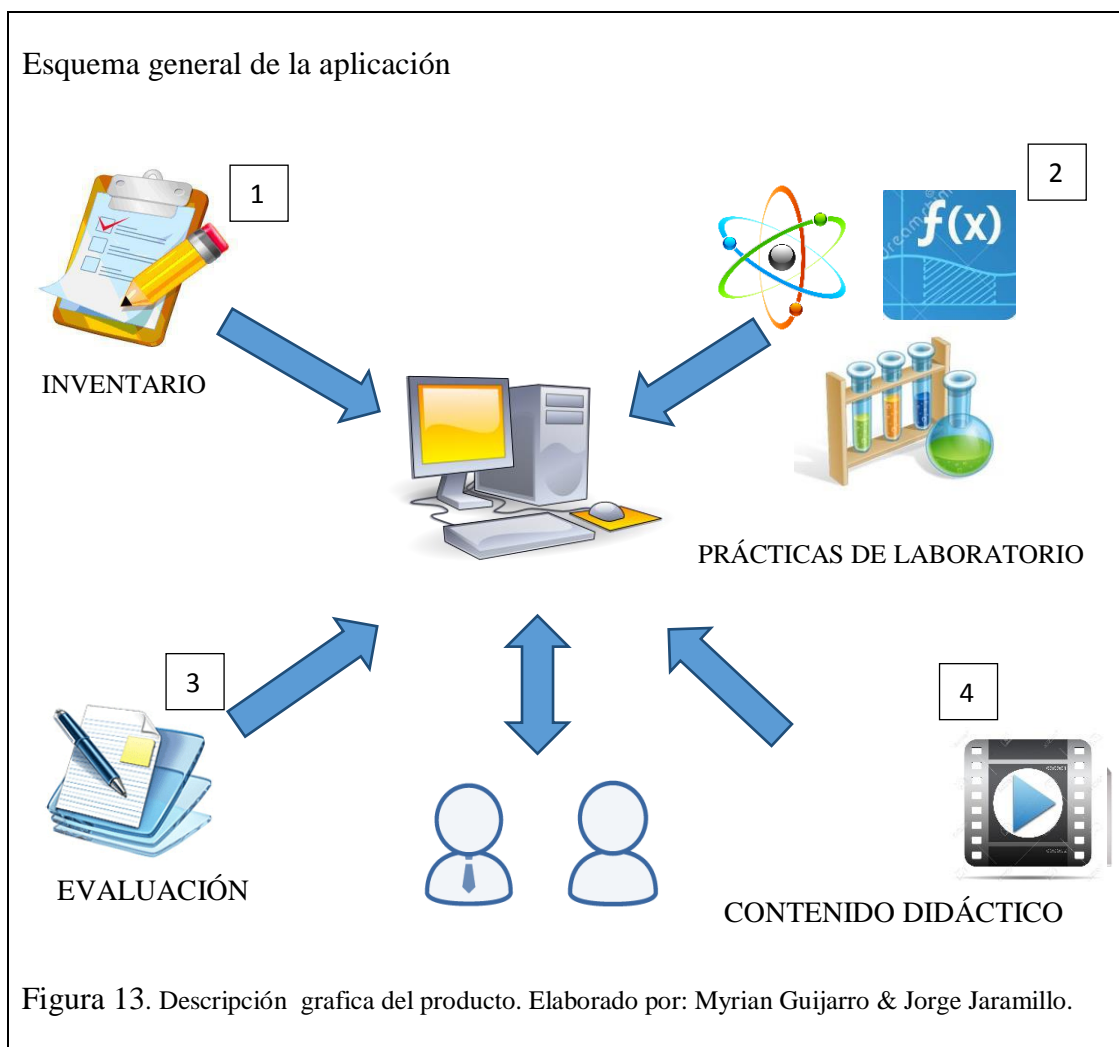 Esquema general de la aplicación
1
2
f(x)
INVENTARIO
PRÁCTICAS DE LABORATORIO
3
4
EVALUACIÓN
CONTENIDO DIDÁCTICO
Figura 13. Descripción grafica del producto. Elaborado por: Myrian Guijarro & Jorge Jaramillo.